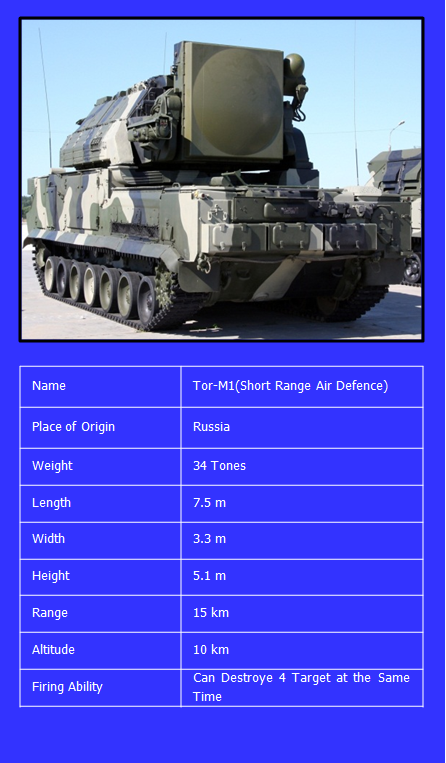 Name
Tor-M1(Short Range Air Defence)
Place of Origin
Russia
Weight
34 Tones
Length
7.5 m
Width
3.3 m
Height
5.1 m
Range
15 km
Altitude
10 km
Firing Ability
Can Destroye 4 Target at the Same
Time